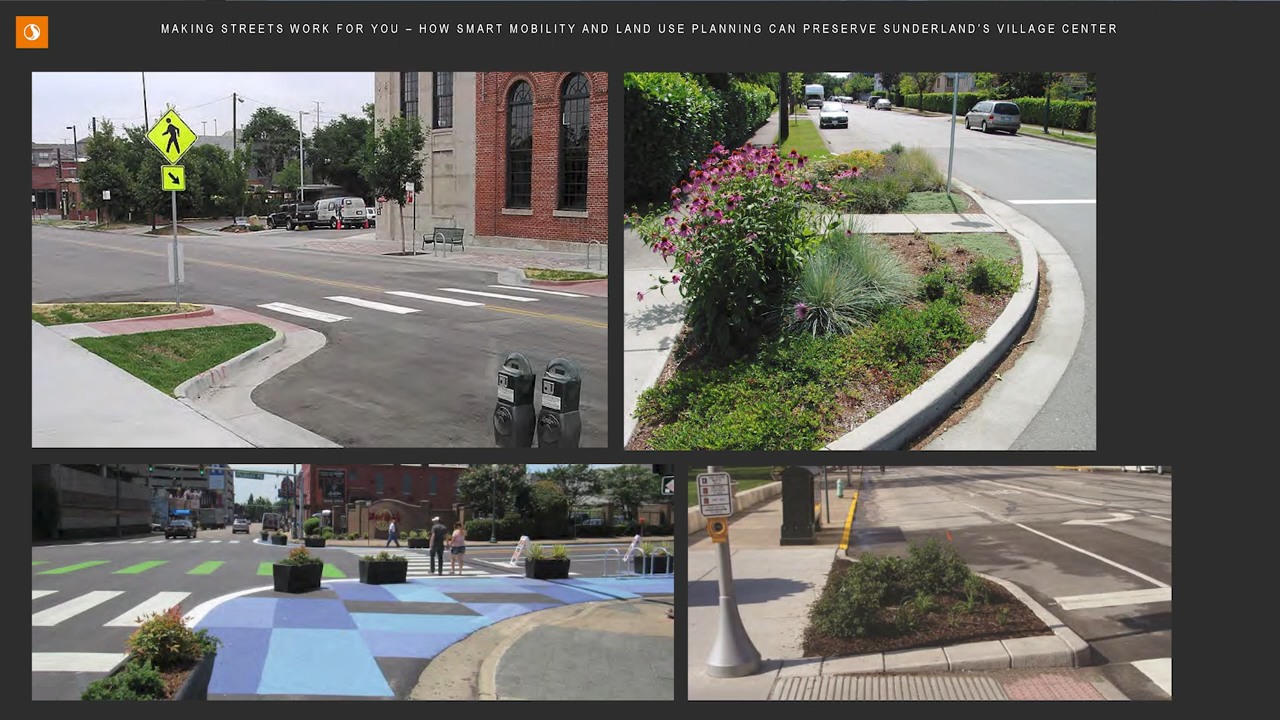 MAKING STREETS WORK FOR YOU – HOW SMART MOBILITY AND LAND USE PLANNING CAN PRESERVE SUNDERLAND'S VILLAGE CENTER